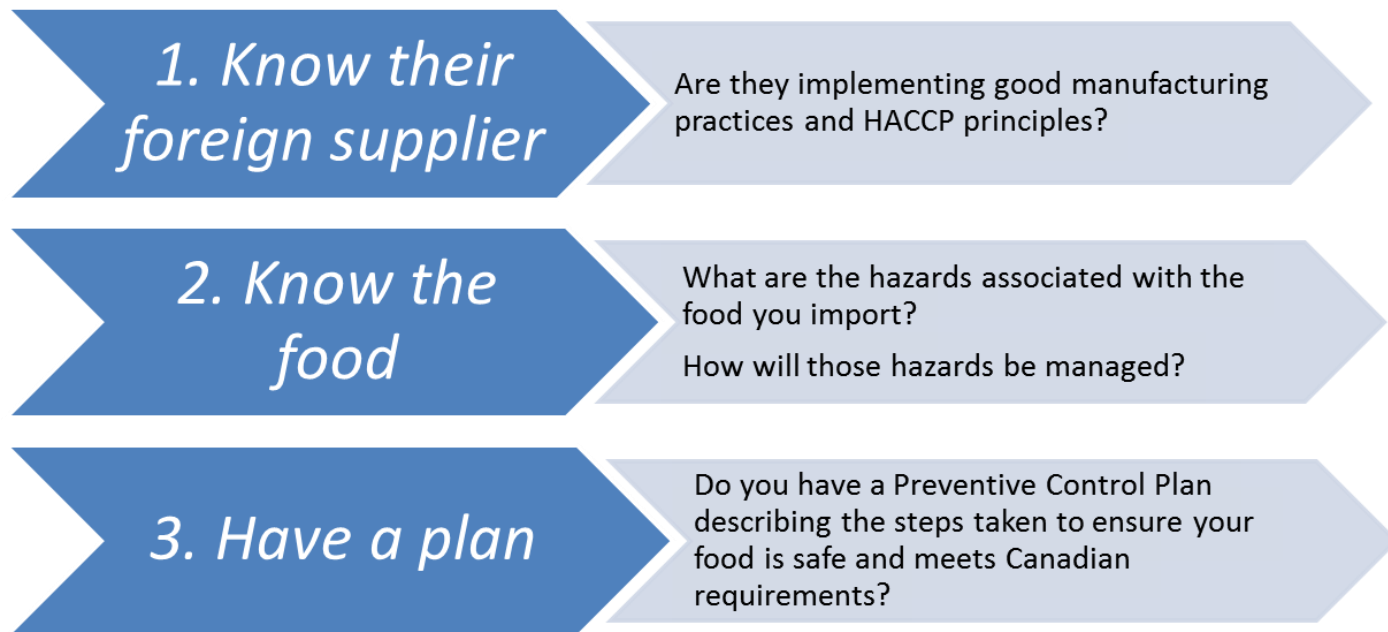 1. Know their
foreign supplier
Are they implementing good manufacturing
practices and HACCP principles?
2. Know the
food
What are the hazards associated with the
food you import?
How will those hazards be managed?
3. Have a plan
Do you have a Preventive Control Plan
describing the steps taken to ensure your
food is safe and meets Canadian
requirements?